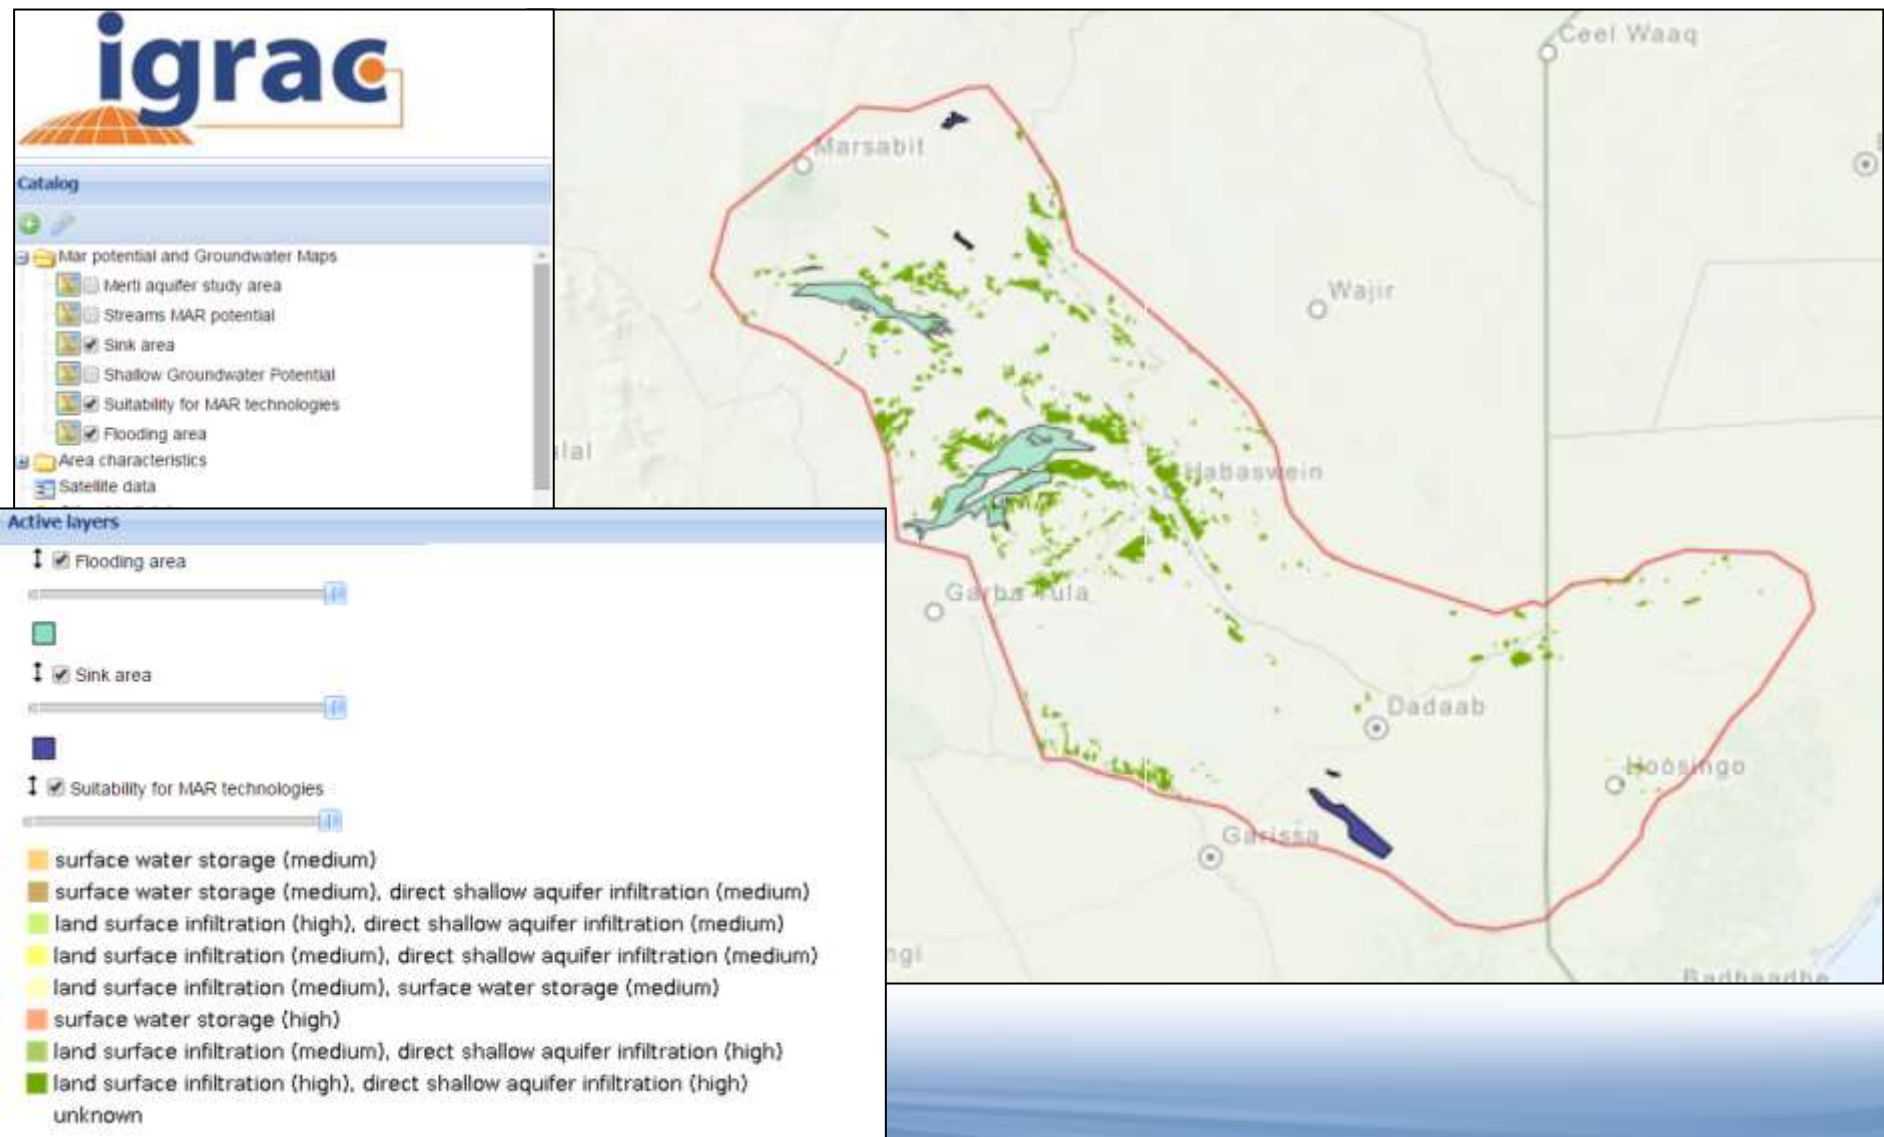 igrac
Catalog
Mar potential and Groundwater Maps
Merti aquifer study area
Streams MAR potential
Sink area
Shallow Groundwater Potential
Suitability for MAR technologies
Flooding area
Area characteristics
Satellite data
Active layers
Flooding area
Sink area
Suitability for MAR technologies
surface water storage (medium)
surface water storage (medium), direct shallow aquifer infiltration (medium)
land surface infiltration (high), direct shallow aquifer infiltration (medium)
land surface infiltration (medium), direct shallow aquifer infiltration (medium)
land surface infiltration (medium), surface water storage (medium)
surface water storage (high)
land surface infiltration (medium), direct shallow aquifer infiltration (high)
land surface infiltration (high), direct shallow aquifer infiltration (high)
unknown
Ceel Waaq
Marsabit
Wajir
Habaswein
Garba Tula
Dadaab
Hoosingo
Garissa
Badhaadhe